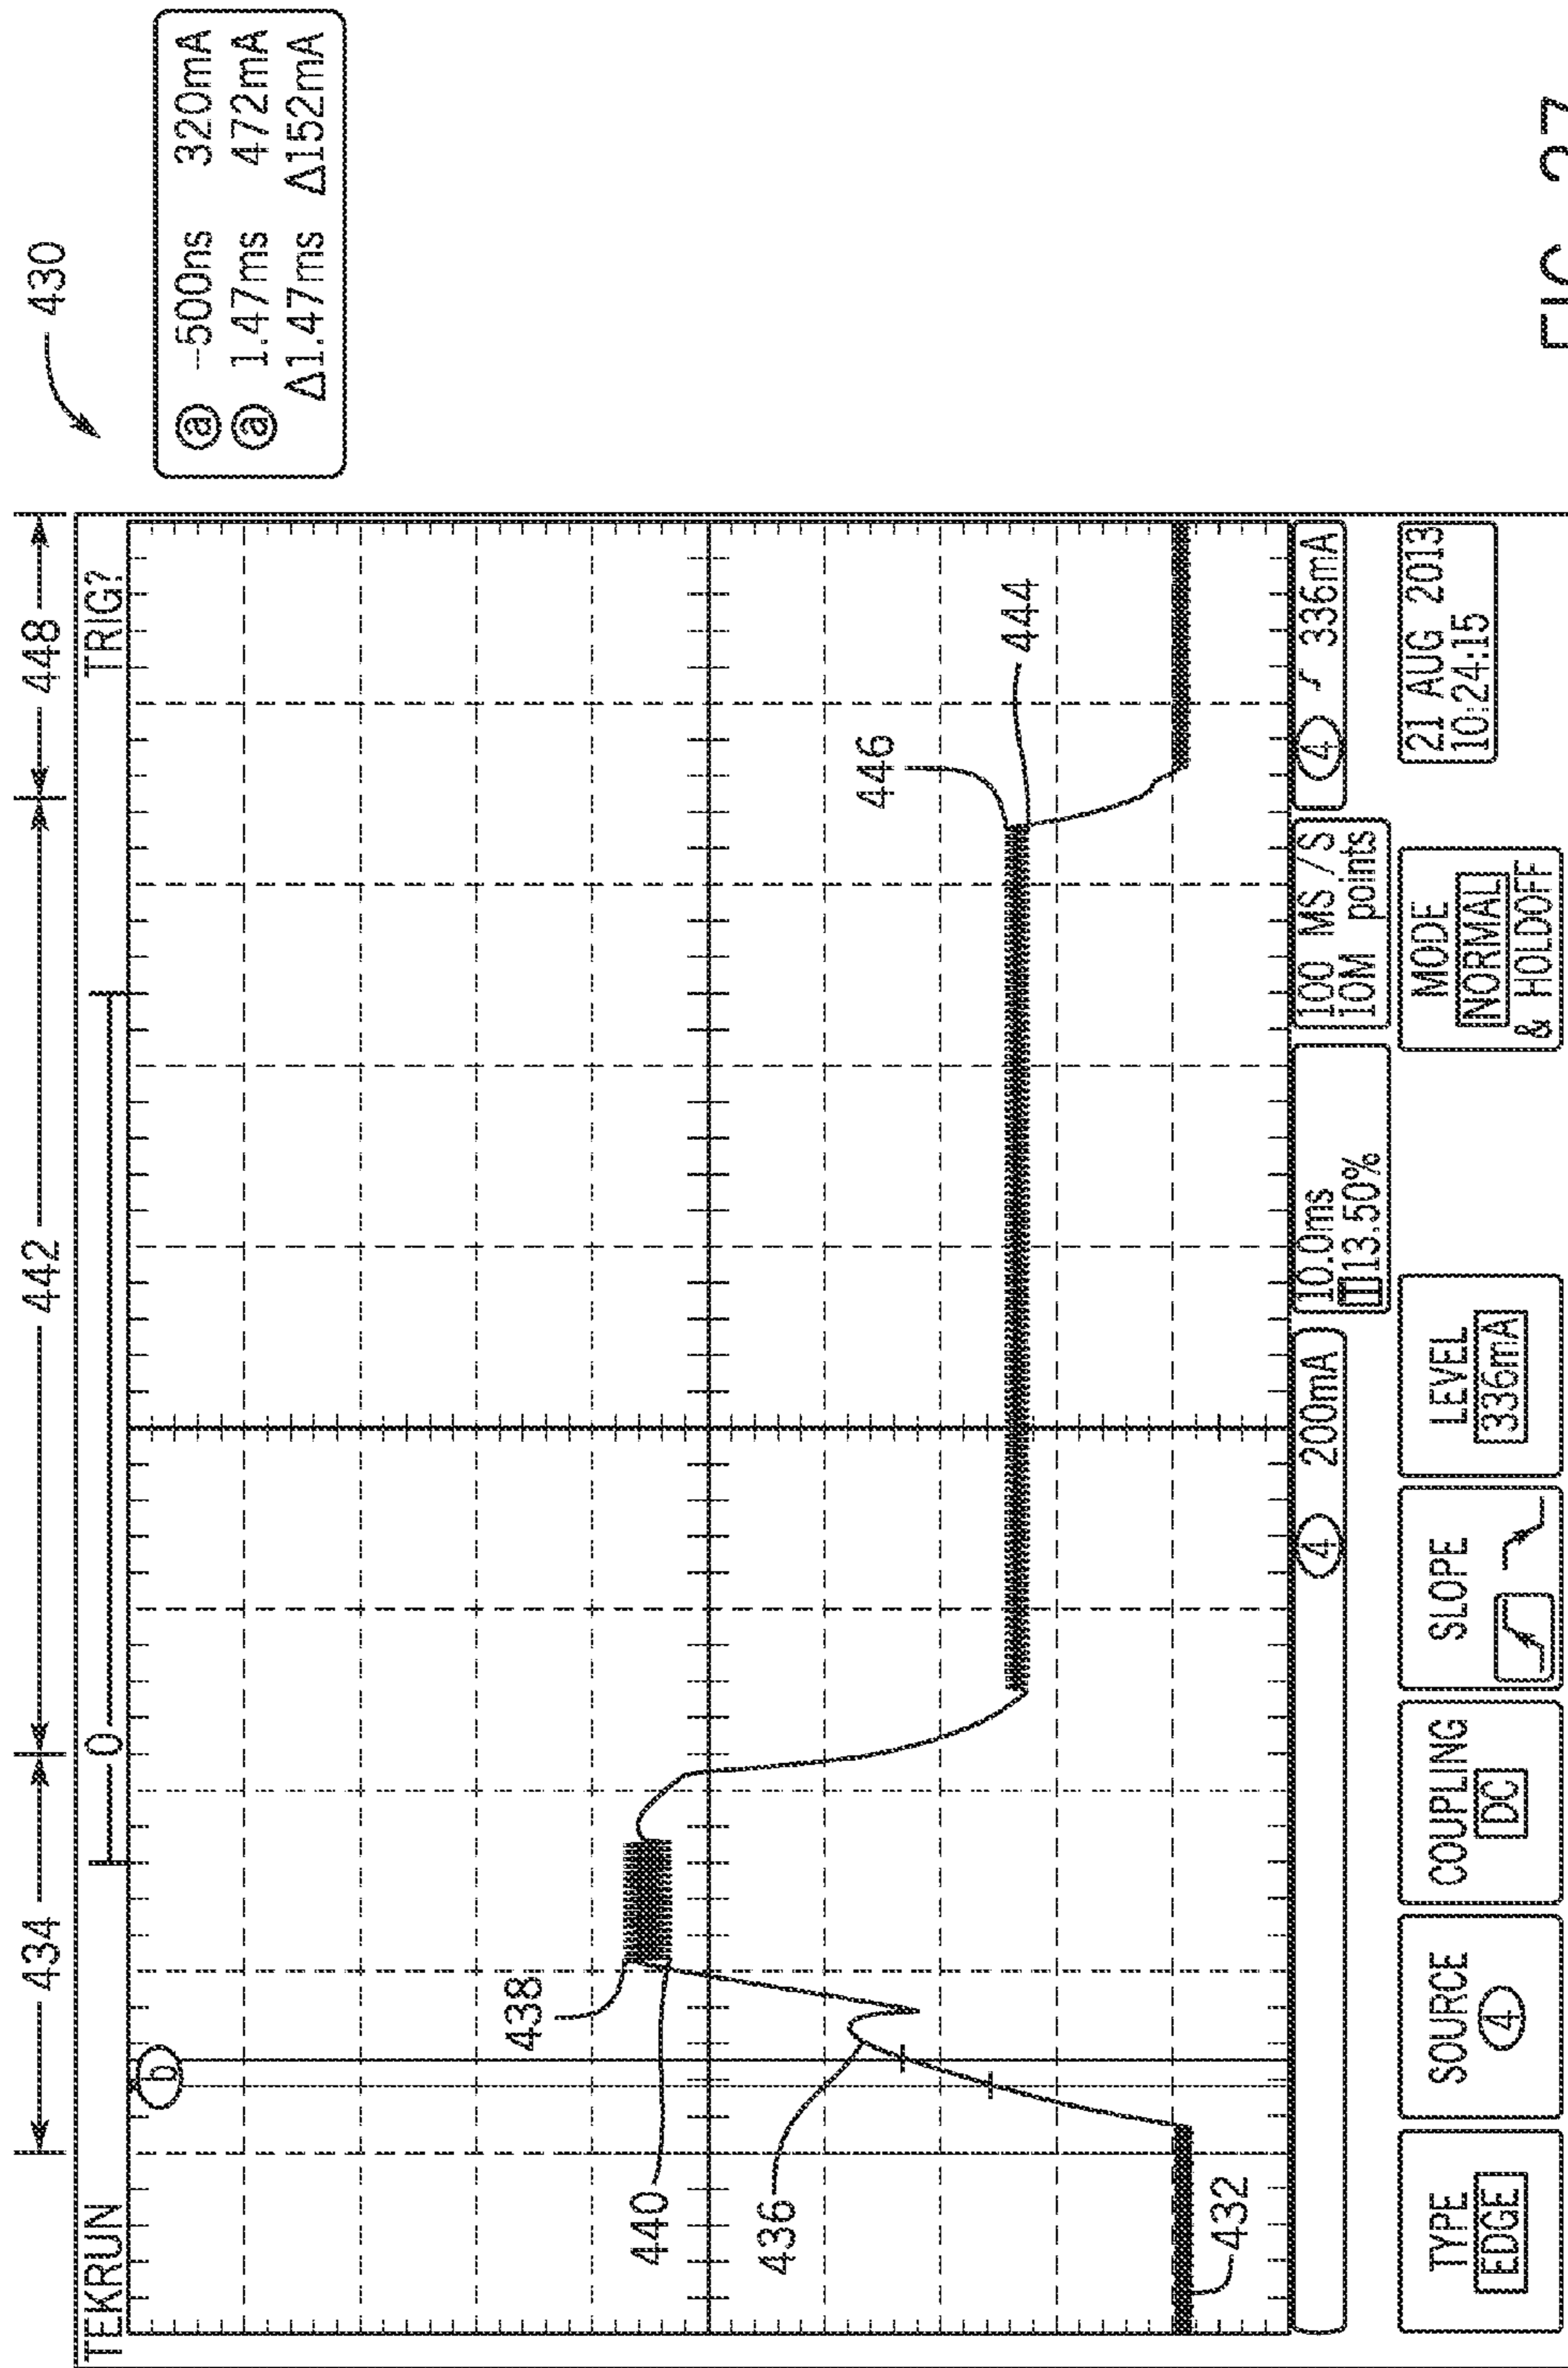 430
434
442
448
TEKRUN
0
TRIG?
ⓐ -500ns 320mA
ⓐ 1.47ms 472mA
Δ1.47ms Δ152mA
ⓑ
438
440
436
432
446
444
④ 200mA
10.0ms
13.50%
100 MS/S
10M points
④ 336mA
TYPE
EDGE
SOURCE
④
COUPLING
DC
SLOPE
LEVEL
336mA
MODE
NORMAL
& HOLDOFF
21 AUG 2013
10:24:15